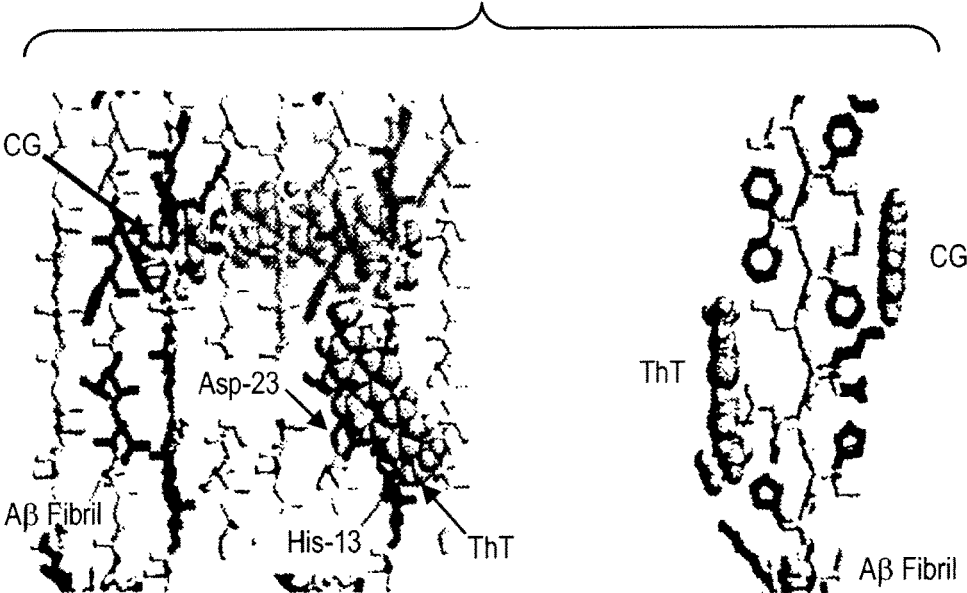 CG
Asp-23
Aβ Fibril
His-13
ThT
CG
ThT
Aβ Fibril